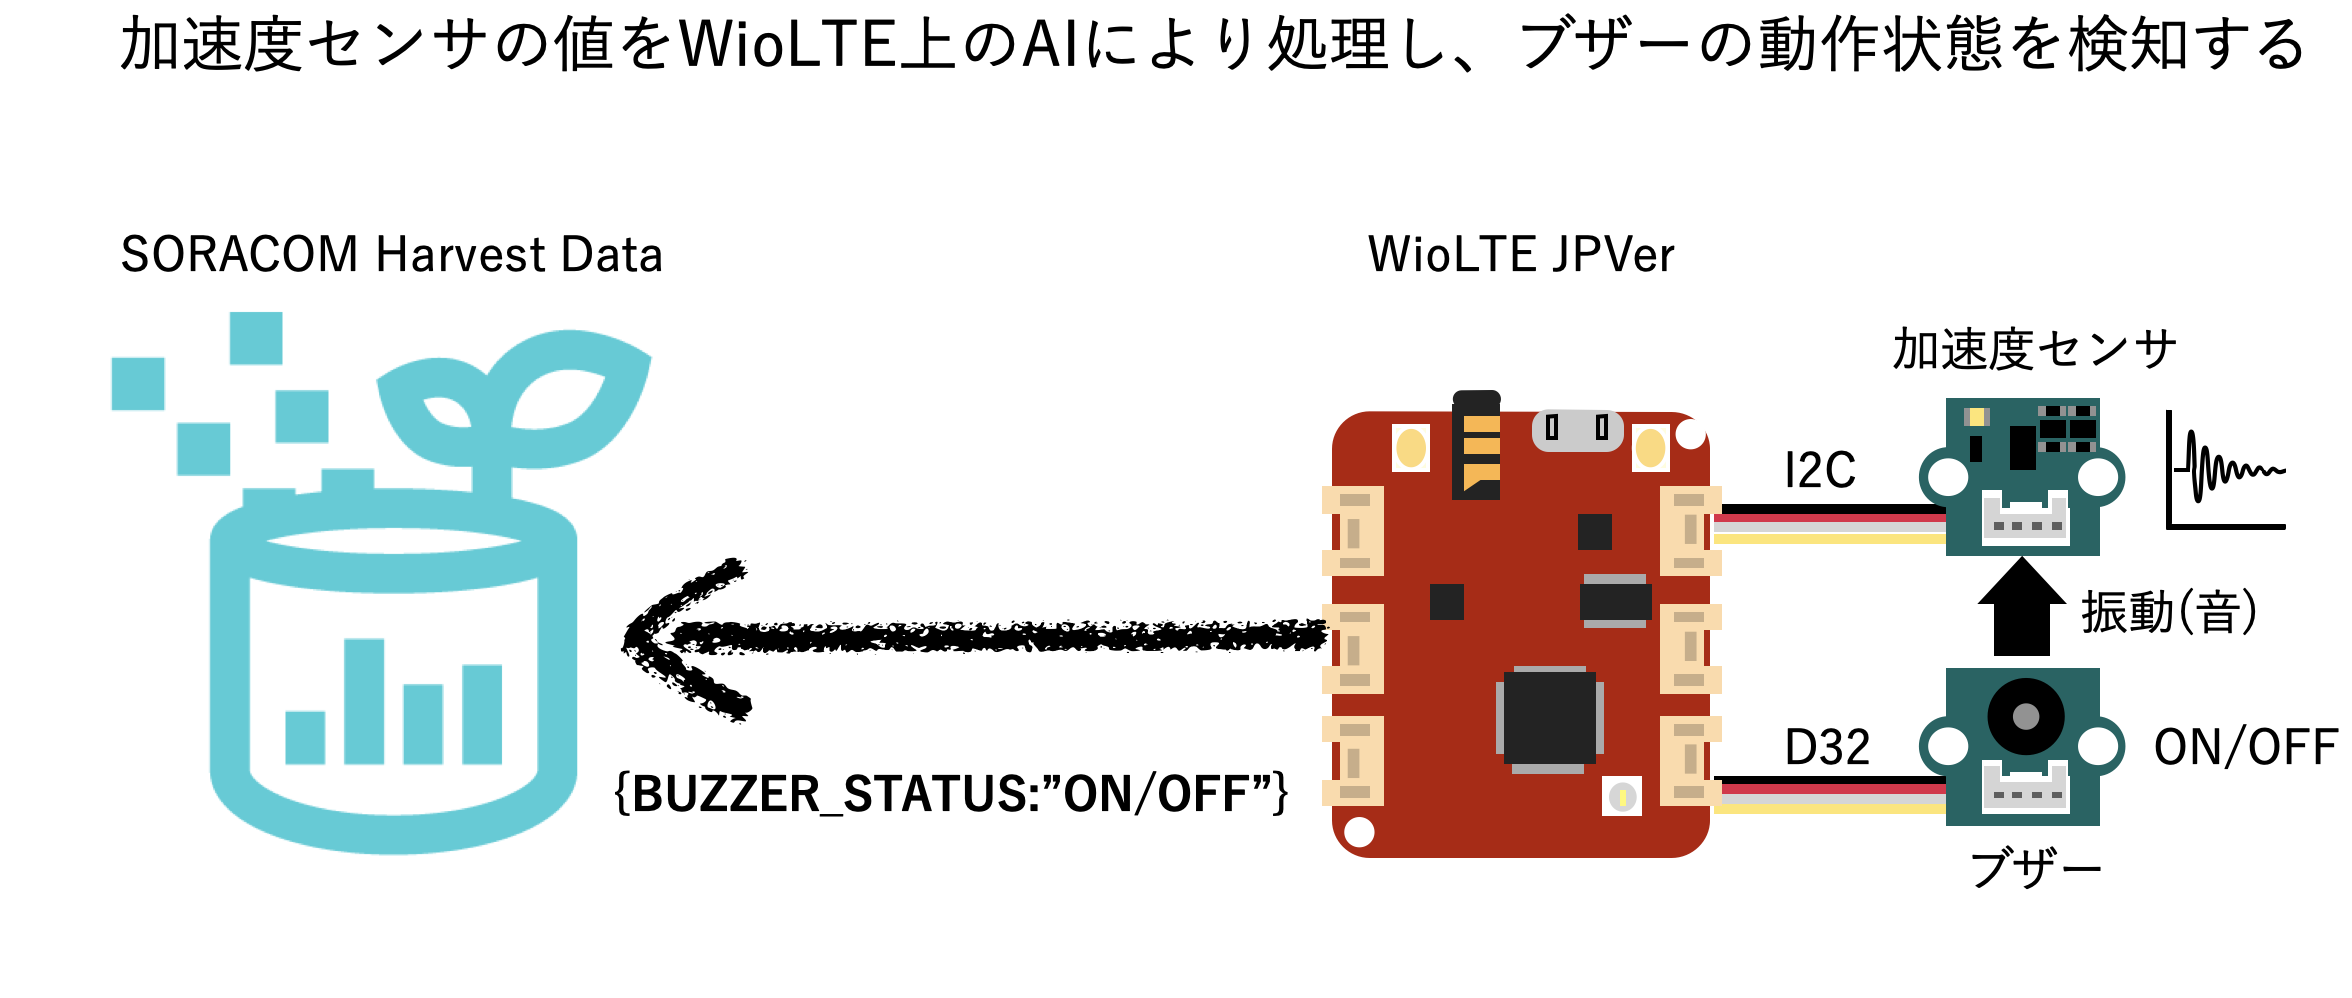 加速度センサの値をWioLTE上のAIにより処理し、ブザーの動作状態を検知する
SORACOM Harvest Data
WioLTE JPVer
加速度センサ
I2C
振動(音)
D32
ON/OFF
{BUZZER_STATUS:”ON/OFF”}
ブザー